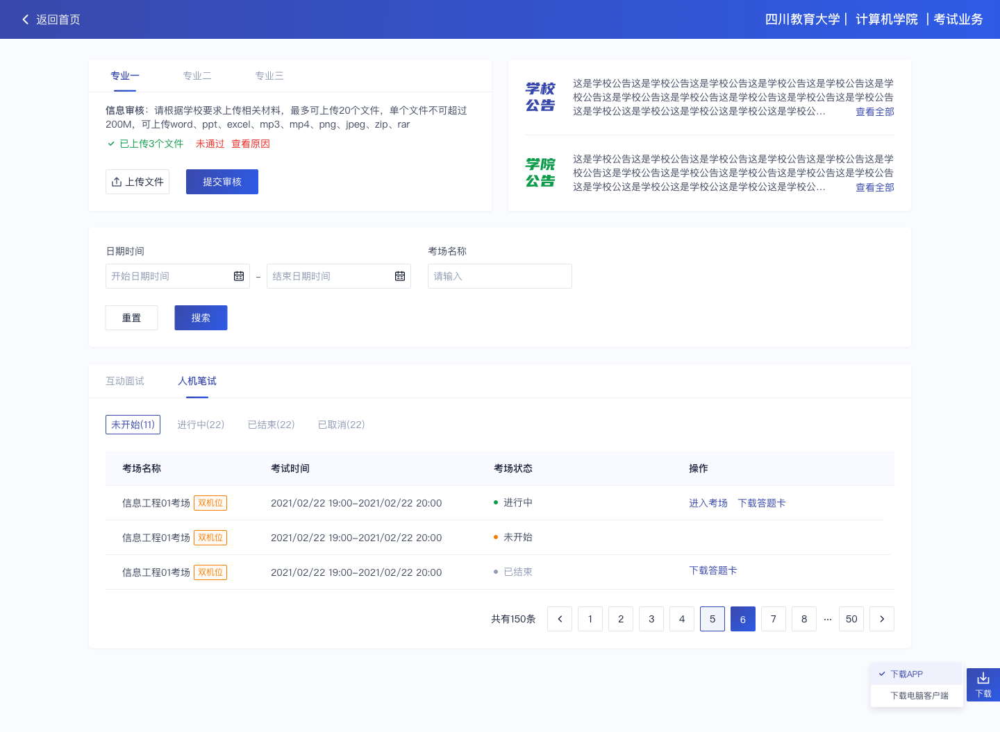 返回首页
四川教育大学 | 计算机学院 | 考试业务
专业一 专业二 专业三
信息审核：请根据学校要求上传相关材料，最多可上传20个文件，单个文件不可超过
200M，可上传word、ppt、excel、mp3、mp4、png、jpeg、zip、rar
已上传3个文件 未通过 查看原因
上传文件 提交审核
学校
公告
这是学校公告这是学校公告这是学校公告这是学校公告这是学校公告这是学
校公告这是学校公告这是学校公告这是学校公告这是学校公告这是学校公告
这是学校公这是学校公这是学校公这是学校公这是学校公... 查看全部
学院
公告
这是学校公告这是学校公告这是学校公告这是学校公告这是学校公告这是学
校公告这是学校公告这是学校公告这是学校公告这是学校公告这是学校公告
这是学校公这是学校公这是学校公这是学校公这是学校公... 查看全部
日期时间 考场名称
开始日期时间 – 结束日期时间 请输入
重置 搜索
互动面试 人机笔试
未开始(11) 进行中(22) 已结束(22) 已取消(22)
考场名称 考试时间 考场状态 操作
信息工程01考场 双机位 2021/02/22 19:00–2021/02/22 20:00 进行中 进入考场 下载答题卡
信息工程01考场 双机位 2021/02/22 19:00–2021/02/22 20:00 未开始
信息工程01考场 双机位 2021/02/22 19:00–2021/02/22 20:00 已结束 下载答题卡
共有150条 1 2 3 4 5 6 7 8 ··· 50
下载APP
下载电脑客户端
下载